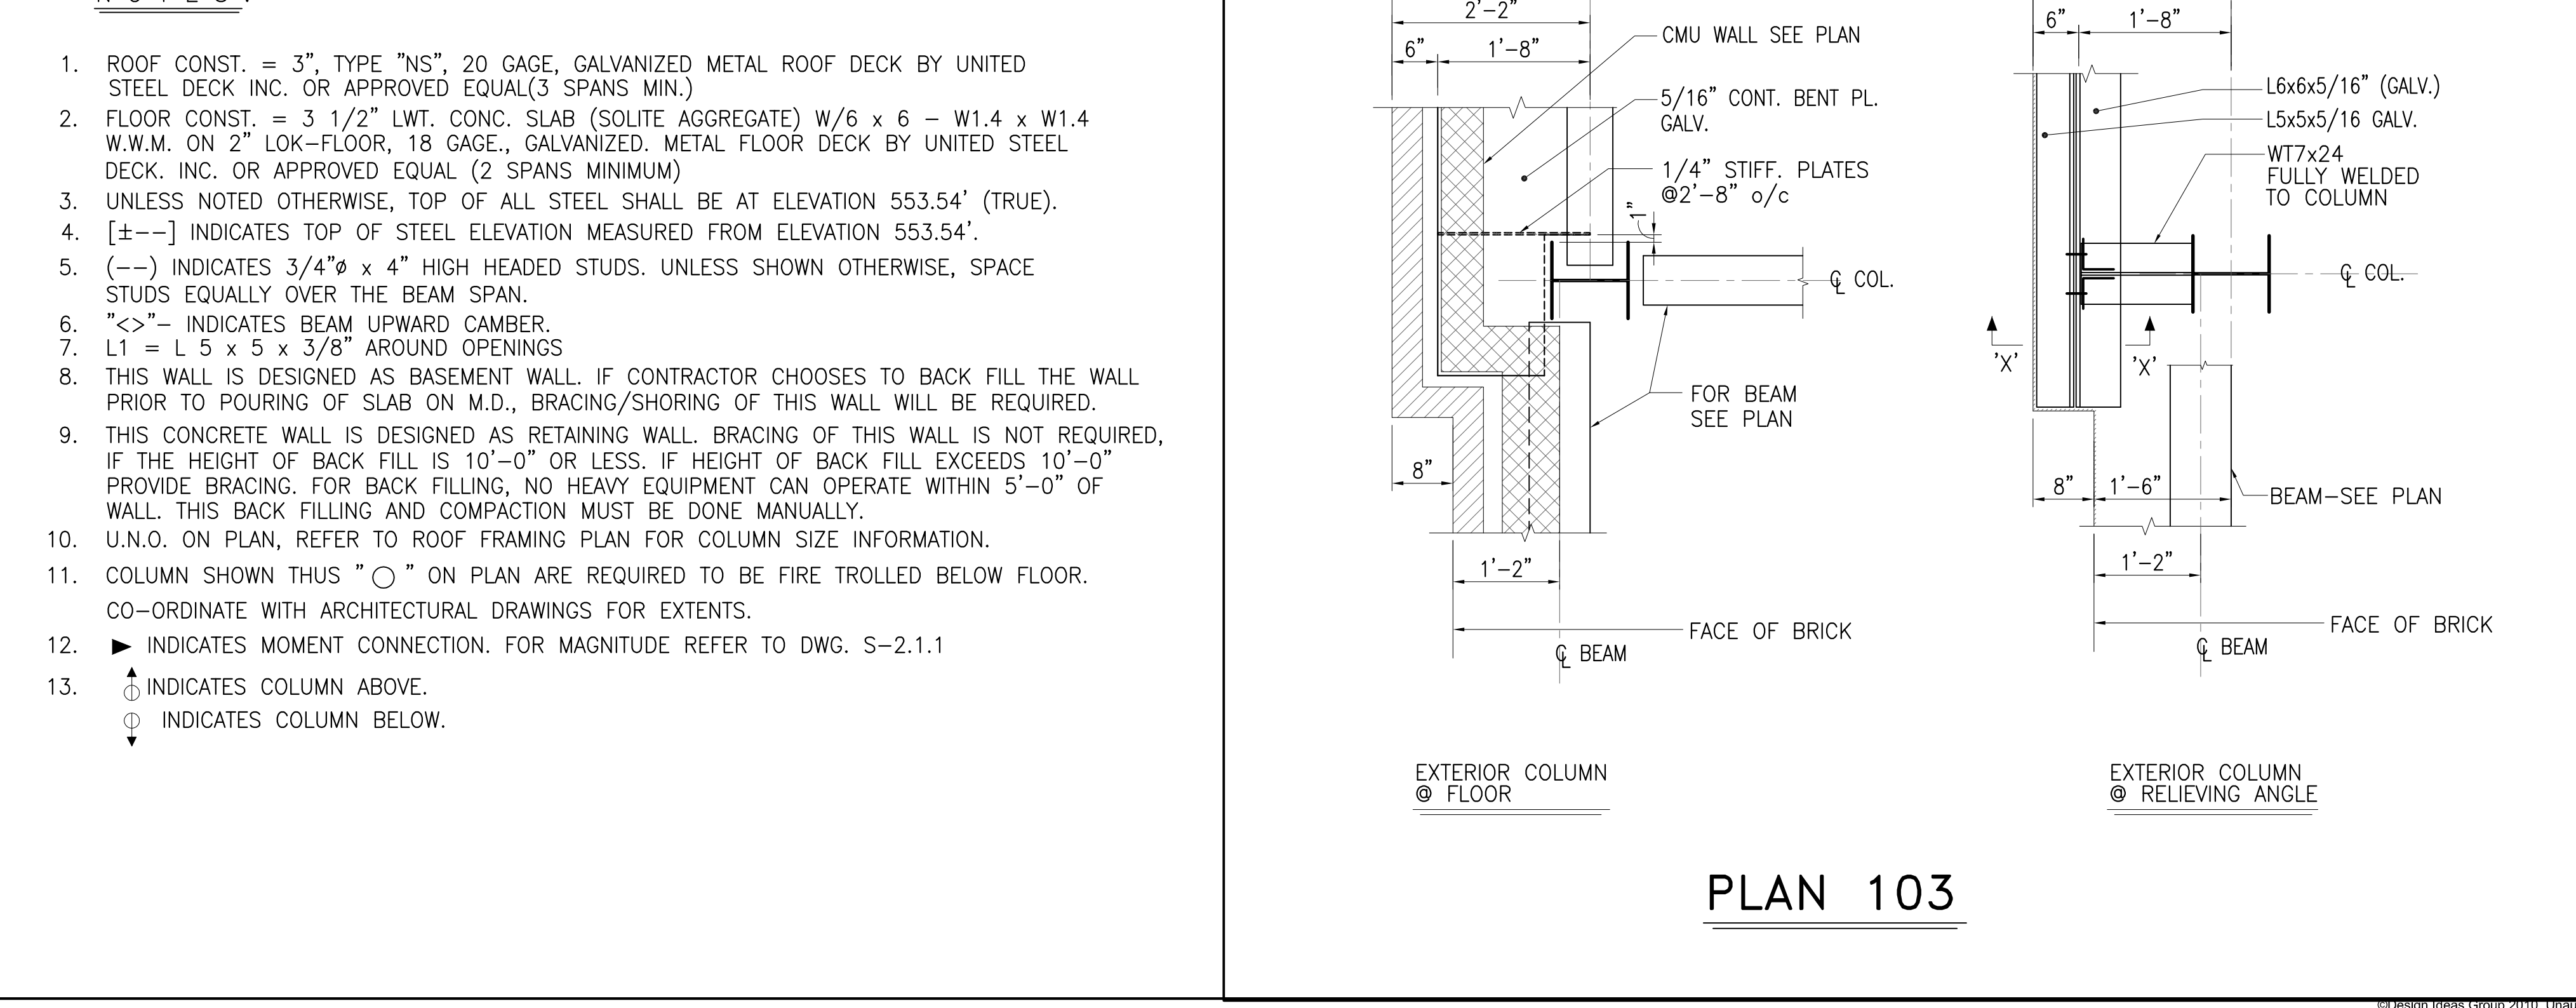 NOTES:
1. ROOF CONST. = 3", TYPE "NS", 20 GAGE, GALVANIZED METAL ROOF DECK BY UNITED
STEEL DECK INC. OR APPROVED EQUAL(3 SPANS MIN.)
2. FLOOR CONST. = 3 1/2" LWT. CONC. SLAB (SOLITE AGGREGATE) W/6 x 6 - W1.4 x W1.4
W.W.M. ON 2" LOK-FLOOR, 18 GAGE., GALVANIZED. METAL FLOOR DECK BY UNITED STEEL
DECK. INC. OR APPROVED EQUAL (2 SPANS MINIMUM)
3. UNLESS NOTED OTHERWISE, TOP OF ALL STEEL SHALL BE AT ELEVATION 553.54' (TRUE).
4. [±--] INDICATES TOP OF STEEL ELEVATION MEASURED FROM ELEVATION 553.54'.
5. (--) INDICATES 3/4"ø x 4" HIGH HEADED STUDS. UNLESS SHOWN OTHERWISE, SPACE
STUDS EQUALLY OVER THE BEAM SPAN.
6. "<>"- INDICATES BEAM UPWARD CAMBER.
7. L1 = L 5 x 5 x 3/8" AROUND OPENINGS
8. THIS WALL IS DESIGNED AS BASEMENT WALL. IF CONTRACTOR CHOOSES TO BACK FILL THE WALL
PRIOR TO POURING OF SLAB ON M.D., BRACING/SHORING OF THIS WALL WILL BE REQUIRED.
9. THIS CONCRETE WALL IS DESIGNED AS RETAINING WALL. BRACING OF THIS WALL IS NOT REQUIRED,
IF THE HEIGHT OF BACK FILL IS 10'-0" OR LESS. IF HEIGHT OF BACK FILL EXCEEDS 10'-0"
PROVIDE BRACING. FOR BACK FILLING, NO HEAVY EQUIPMENT CAN OPERATE WITHIN 5'-0" OF
WALL. THIS BACK FILLING AND COMPACTION MUST BE DONE MANUALLY.
10. U.N.O. ON PLAN, REFER TO ROOF FRAMING PLAN FOR COLUMN SIZE INFORMATION.
11. COLUMN SHOWN THUS "○" ON PLAN ARE REQUIRED TO BE FIRE TROLLED BELOW FLOOR.
CO-ORDINATE WITH ARCHITECTURAL DRAWINGS FOR EXTENTS.
12. ► INDICATES MOMENT CONNECTION. FOR MAGNITUDE REFER TO DWG. S-2.1.1
13. INDICATES COLUMN ABOVE.
INDICATES COLUMN BELOW.
2'-2"
6" 1'-8"
CMU WALL SEE PLAN
5/16" CONT. BENT PL.
GALV.
1/4" STIFF. PLATES
@2'-8" o/c
1"
℄ COL.
FOR BEAM
SEE PLAN
8"
1'-2"
FACE OF BRICK
℄ BEAM
EXTERIOR COLUMN
@ FLOOR
6" 1'-8"
L6x6x5/16" (GALV.)
L5x5x5/16 GALV.
WT7x24
FULLY WELDED
TO COLUMN
℄ COL.
'X' 'X'
8" 1'-6"
BEAM-SEE PLAN
1'-2"
FACE OF BRICK
℄ BEAM
EXTERIOR COLUMN
@ RELIEVING ANGLE
PLAN 103
©Design Ideas Group 2010, Unau